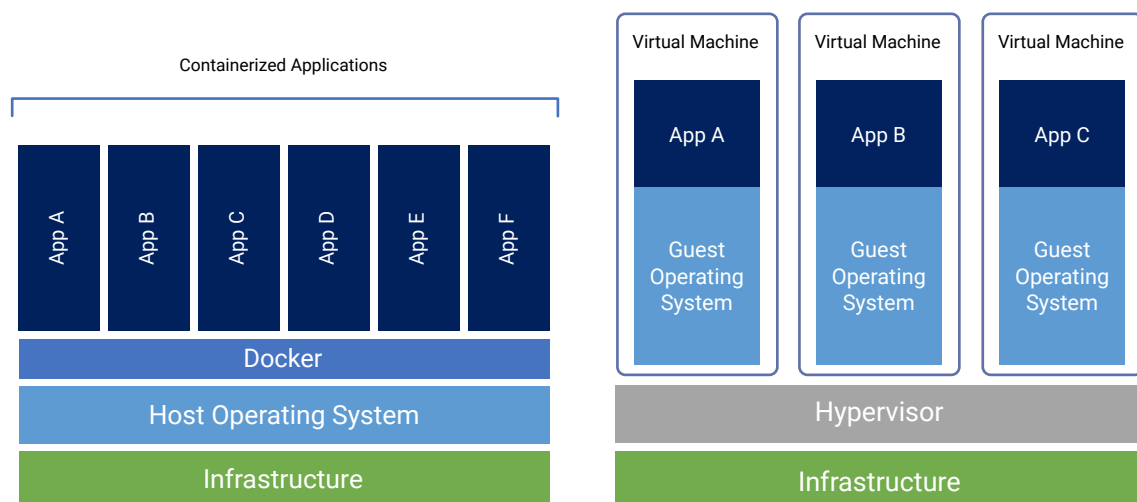 Containerized Applications
App A
App B
App C
App D
App E
App F
Docker
Host Operating System
Infrastructure
Virtual Machine
App A
Guest
Operating
System
Virtual Machine
App B
Guest
Operating
System
Virtual Machine
App C
Guest
Operating
System
Hypervisor
Infrastructure